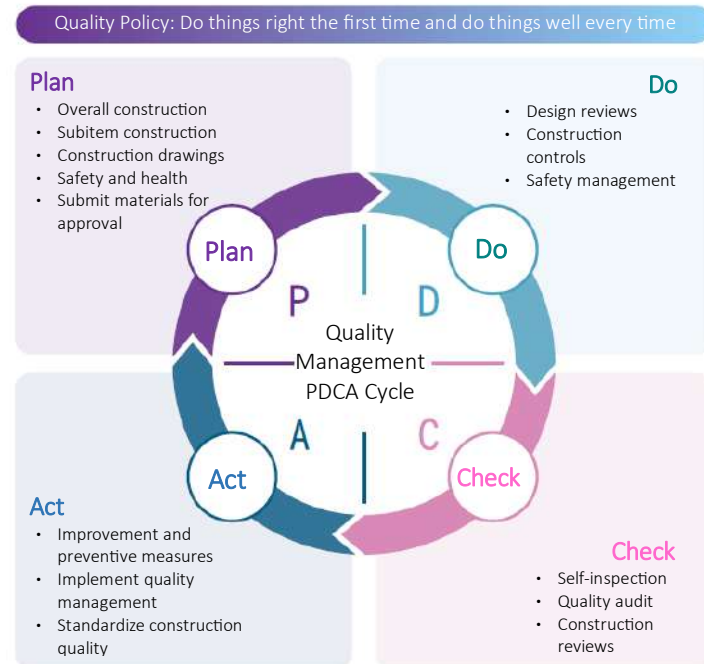 Quality Policy: Do things right the first time and do things well every time
Plan
• Overall construction
• Subitem construction
• Construction drawings
• Safety and health
• Submit materials for
approval
Do
• Design reviews
• Construction
controls
• Safety management
Plan
Do
P
D
Quality
Management
PDCA Cycle
A
C
Act
Check
Act
• Improvement and
preventive measures
• Implement quality
management
• Standardize construction
quality
Check
• Self-inspection
• Quality audit
• Construction
reviews